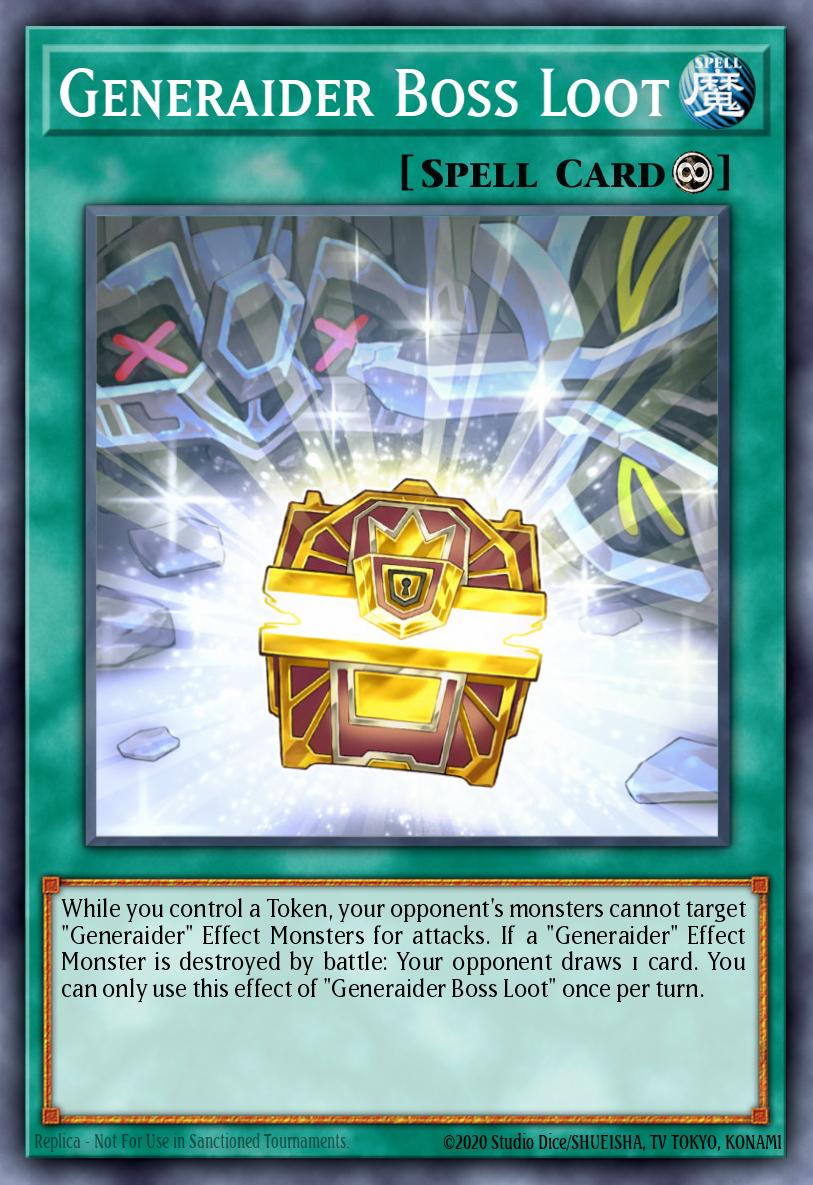 Generaider Boss Loot
SPELL
魔
[Spell Card]
While you control a Token, your opponent's monsters cannot target
"Generaider" Effect Monsters for attacks. If a "Generaider" Effect
Monster is destroyed by battle: Your opponent draws 1 card. You
can only use this effect of "Generaider Boss Loot" once per turn.
Replica - Not For Use in Sanctioned Tournaments.
©2020 Studio Dice/SHUEISHA, TV TOKYO, KONAMI